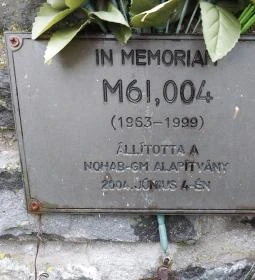 IN MEMORIAM
M61,004
(1963-1999)
ÁLLÍTOTTA A
NOHAB-GM ALAPÍTVÁNY
2004. JÚNIUS 4-ÉN